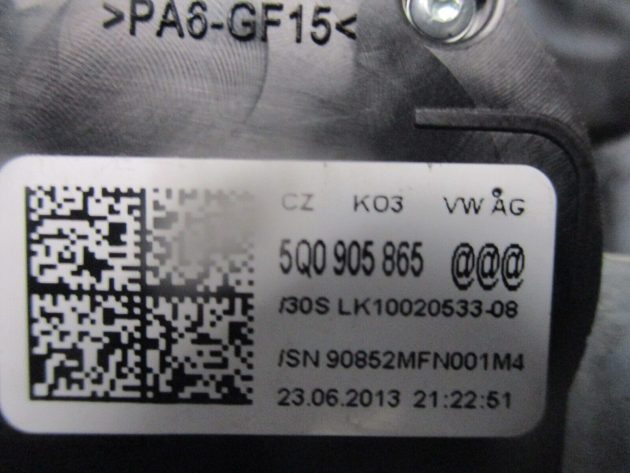 >PA6-GF15<
CZ KO3 VW ÅG
5Q0 905 865 @@@
/30S LK10020533-08
/SN 90852MFN001M4
23.06.2013 21:22:51